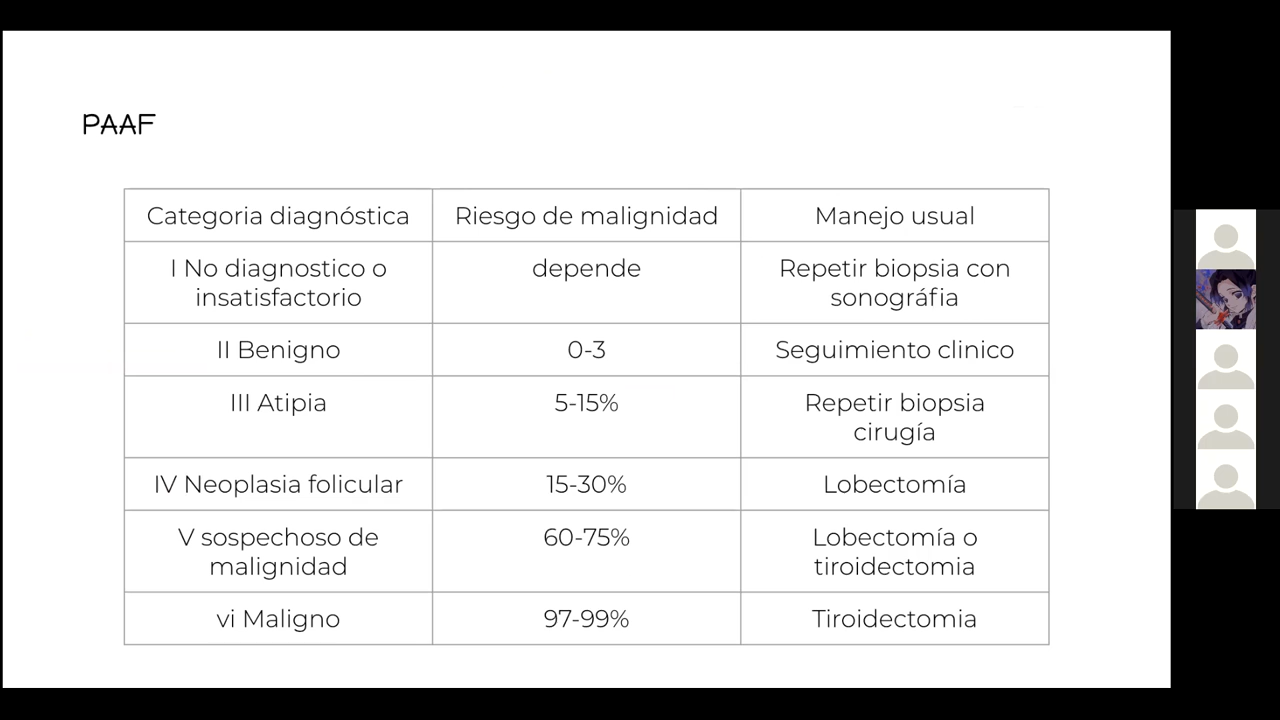 PAAF
Categoria diagnóstica Riesgo de malignidad Manejo usual
I No diagnostico o insatisfactorio depende Repetir biopsia con sonográfia
II Benigno 0-3 Seguimiento clinico
III Atipia 5-15% Repetir biopsia cirugía
IV Neoplasia folicular 15-30% Lobectomía
V sospechoso de malignidad 60-75% Lobectomía o tiroidectomia
vi Maligno 97-99% Tiroidectomia